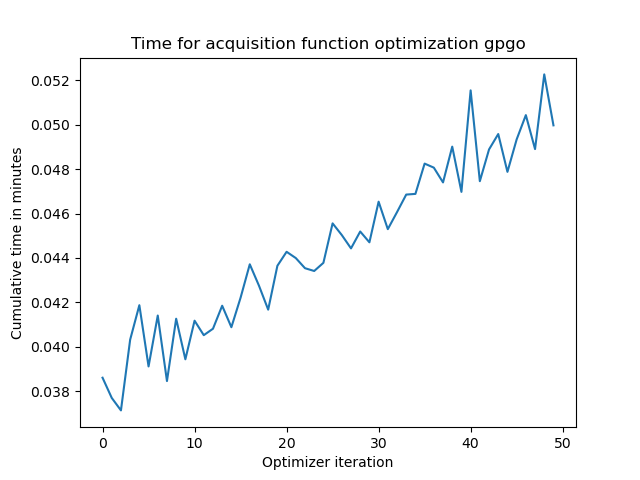 Time for acquisition function optimization gpgo
0.052
0.050
0.048
0.046
0.044
0.042
0.040
0.038
Cumulative time in minutes
0 10 20 30 40 50
Optimizer iteration